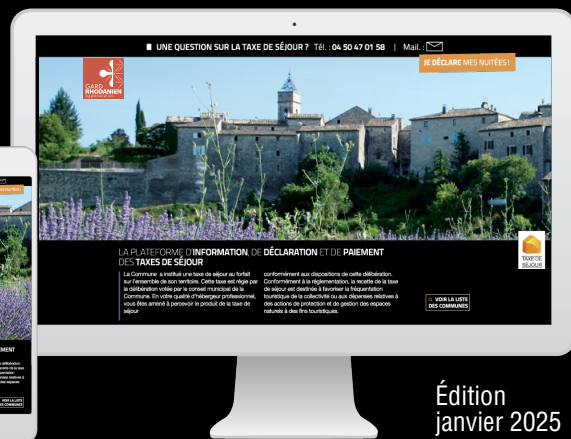 UNE QUESTION SUR LA TAXE DE SÉJOUR ? Tél. : 04 50 47 01 58 | Mail. :
JE DÉCLARE MES NUITÉES !
GARD
RHODANIEN
LA PLATEFORME D'INFORMATION, DE DÉCLARATION ET DE PAIEMENT
DES TAXES DE SÉJOUR
La Commune a institué une taxe de séjour au forfait
sur l'ensemble de son territoire. Cette taxe est régie par
la délibération votée par le conseil municipal de la
Commune. En votre qualité d'hébergeur professionnel,
vous êtes amené à percevoir le produit de la taxe de
séjour
conformément aux dispositions de cette délibération.
Conformément à la réglementation, la recette de la taxe
de séjour est destinée à favoriser la fréquentation
touristique de la collectivité ou aux dépenses relatives à
des actions de protection et de gestion des espaces
naturels à des fins touristiques.
TAXE DE
SÉJOUR
VOIR LA LISTE
DES COMMUNES
EMENT
VOIR LA LISTE
DES COMMUNES
Édition
janvier 2025